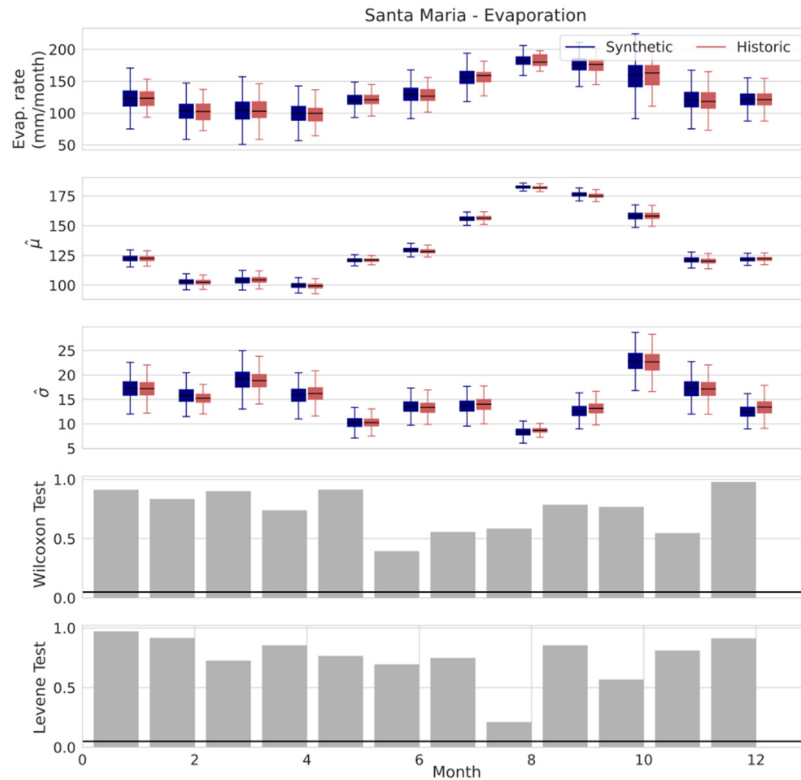 Santa Maria - Evaporation
Synthetic
Historic
Evap. rate
(mm/month)
200
150
100
50
μ̂
175
150
125
100
σ̂
25
20
15
10
5
Wilcoxon Test
1.0
0.5
0.0
Levene Test
1.0
0.5
0.0
0 2 4 6 8 10 12
Month